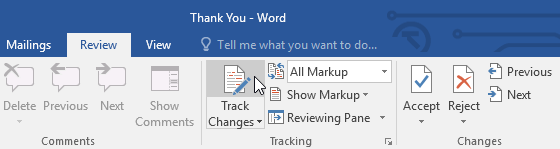 Thank You - Word
Mailings Review View Tell me what you want to do...
Delete Previous Next Show Comments
Track Changes
All Markup
Show Markup
Reviewing Pane
Accept Reject
Previous
Next
Comments Tracking Changes